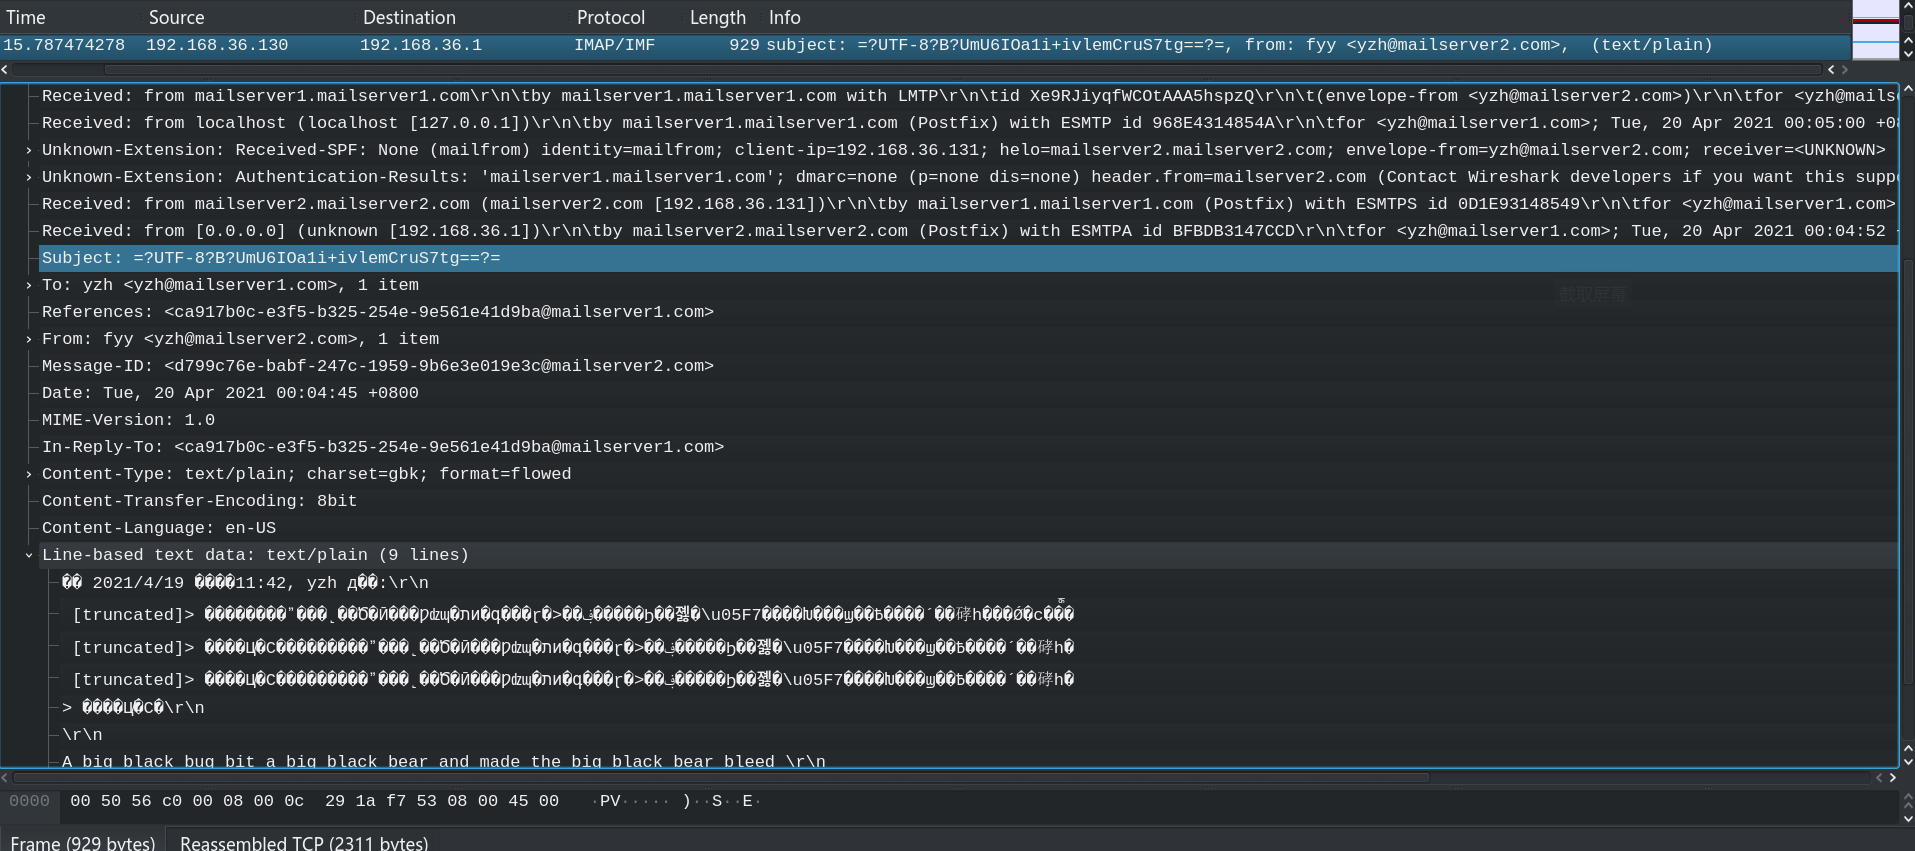 Time Source Destination Protocol Length Info
15.787474278 192.168.36.130 192.168.36.1 IMAP/IMF 929 subject: =?UTF-8?B?UmU6IOa1i+ivlemCruS7tg==?=, from: fyy <yzh@mailserver2.com>, (text/plain)
Received: from mailserver1.mailserver1.com\r\n\tby mailserver1.mailserver1.com with LMTP\r\n\tid Xe9RJiyqfWCOtAAA5hspzQ\r\n\t(envelope-from <yzh@mailserver2.com>)\r\n\tfor <yzh@mails
Received: from localhost (localhost [127.0.0.1])\r\n\tby mailserver1.mailserver1.com (Postfix) with ESMTP id 968E4314854A\r\n\tfor <yzh@mailserver1.com>; Tue, 20 Apr 2021 00:05:00 +08
Unknown-Extension: Received-SPF: None (mailfrom) identity=mailfrom; client-ip=192.168.36.131; helo=mailserver2.mailserver2.com; envelope-from=yzh@mailserver2.com; receiver=<UNKNOWN>
Unknown-Extension: Authentication-Results: 'mailserver1.mailserver1.com'; dmarc=none (p=none dis=none) header.from=mailserver2.com (Contact Wireshark developers if you want this supp
Received: from mailserver2.mailserver2.com (mailserver2.com [192.168.36.131])\r\n\tby mailserver1.mailserver1.com (Postfix) with ESMTPS id 0D1E93148549\r\n\tfor <yzh@mailserver1.com>
Received: from [0.0.0.0] (unknown [192.168.36.1])\r\n\tby mailserver2.mailserver2.com (Postfix) with ESMTPA id BFBDB3147CCD\r\n\tfor <yzh@mailserver1.com>; Tue, 20 Apr 2021 00:04:52
Subject: =?UTF-8?B?UmU6IOa1i+ivlemCruS7tg==?=
To: yzh <yzh@mailserver1.com>, 1 item
截取屏幕
References: <ca917b0c-e3f5-b325-254e-9e561e41d9ba@mailserver1.com>
From: fyy <yzh@mailserver2.com>, 1 item
Message-ID: <d799c76e-babf-247c-1959-9b6e3e019e3c@mailserver2.com>
Date: Tue, 20 Apr 2021 00:04:45 +0800
MIME-Version: 1.0
In-Reply-To: <ca917b0c-e3f5-b325-254e-9e561e41d9ba@mailserver1.com>
Content-Type: text/plain; charset=gbk; format=flowed
Content-Transfer-Encoding: 8bit
Content-Language: en-US
Line-based text data: text/plain (9 lines)
�� 2021/4/19 ����11:42, yzh д��:\r\n
[truncated]>
[truncated]>
[truncated]>
> ����Ц�С�\r\n
\r\n
A big black bug bit a big black bear and made the big black bear bleed \r\n
0000 00 50 56 c0 00 08 00 0c 29 1a f7 53 08 00 45 00 ·PV····· )··S··E·
Frame (929 bytes) Reassembled TCP (2311 bytes)